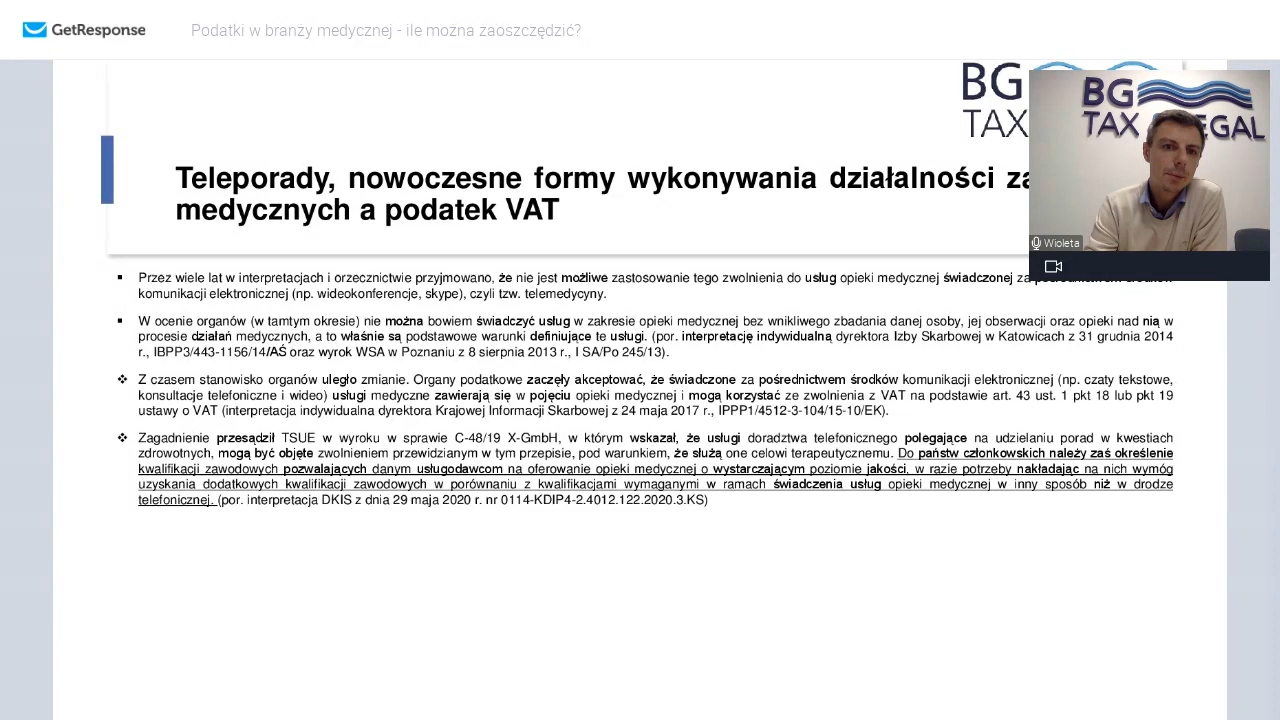 GetResponse
Podatki w branży medycznej - ile można zaoszczędzić?
BG
TAX
BG
TAX EGAL
Teleporady, nowoczesne formy wykonywania działalności za
medycznych a podatek VAT
Wioleta
▪ Przez wiele lat w interpretacjach i orzecznictwie przyjmowano, że nie jest możliwe zastosowanie tego zwolnienia do usług opieki medycznej świadczonej za pośrednictwem środków
komunikacji elektronicznej (np. wideokonferencje, skype), czyli tzw. telemedycyny.
▪ W ocenie organów (w tamtym okresie) nie można bowiem świadczyć usług w zakresie opieki medycznej bez wnikliwego zbadania danej osoby, jej obserwacji oraz opieki nad nią w
procesie działań medycznych, a to właśnie są podstawowe warunki definiujące te usługi. (por. interpretację indywidualną dyrektora Izby Skarbowej w Katowicach z 31 grudnia 2014
r., IBPP3/443-1156/14/AŚ oraz wyrok WSA w Poznaniu z 8 sierpnia 2013 r., I SA/Po 245/13).
❖ Z czasem stanowisko organów uległo zmianie. Organy podatkowe zaczęły akceptować, że świadczone za pośrednictwem środków komunikacji elektronicznej (np. czaty tekstowe,
konsultacje telefoniczne i wideo) usługi medyczne zawierają się w pojęciu opieki medycznej i mogą korzystać ze zwolnienia z VAT na podstawie art. 43 ust. 1 pkt 18 lub pkt 19
ustawy o VAT (interpretacja indywidualna dyrektora Krajowej Informacji Skarbowej z 24 maja 2017 r., IPPP1/4512-3-104/15-10/EK).
❖ Zagadnienie przesądził TSUE w wyroku w sprawie C-48/19 X-GmbH, w którym wskazał, że usługi doradztwa telefonicznego polegające na udzielaniu porad w kwestiach
zdrowotnych, mogą być objęte zwolnieniem przewidzianym w tym przepisie, pod warunkiem, że służą one celowi terapeutycznemu. Do państw członkowskich należy zaś określenie
kwalifikacji zawodowych pozwalających danym usługodawcom na oferowanie opieki medycznej o wystarczającym poziomie jakości, w razie potrzeby nakładając na nich wymóg
uzyskania dodatkowych kwalifikacji zawodowych w porównaniu z kwalifikacjami wymaganymi w ramach świadczenia usług opieki medycznej w inny sposób niż w drodze
telefonicznej. (por. interpretacja DKIS z dnia 29 maja 2020 r. nr 0114-KDIP4-2.4012.122.2020.3.KS)